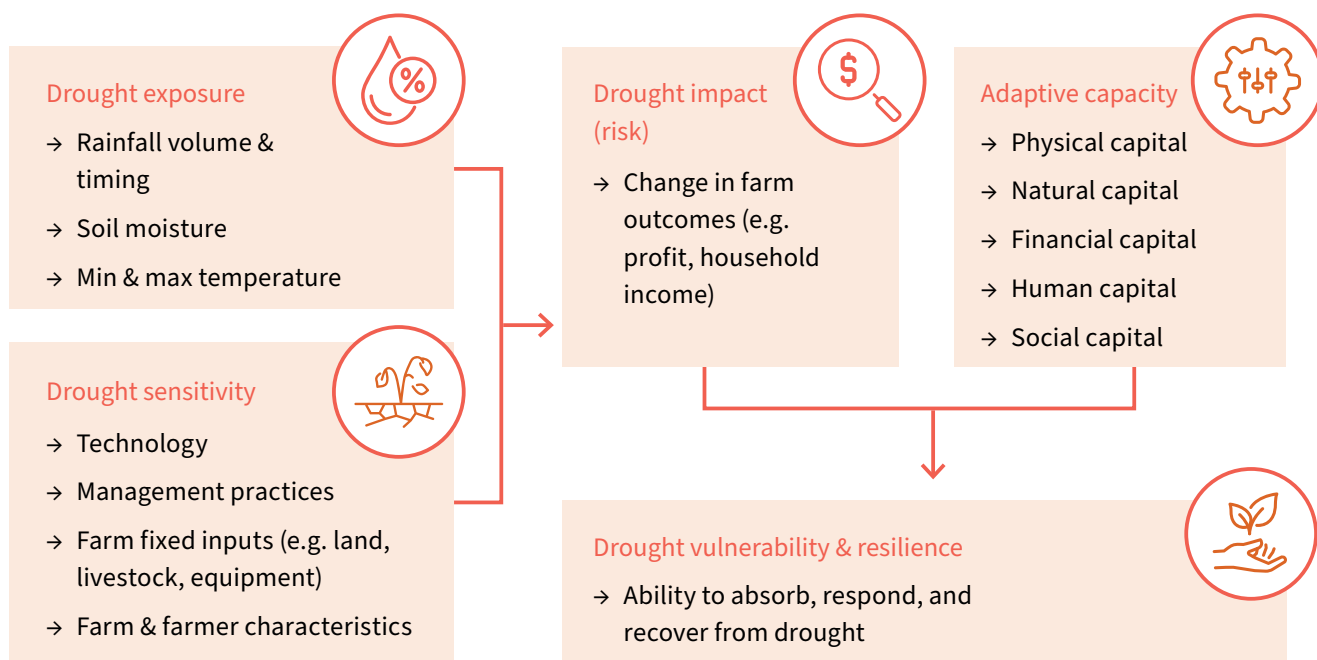 Drought exposure
→ Rainfall volume &
timing
→ Soil moisture
→ Min & max temperature
%
Drought sensitivity
→ Technology
→ Management practices
→ Farm fixed inputs (e.g. land,
livestock, equipment)
→ Farm & farmer characteristics
Drought impact
(risk)
→ Change in farm
outcomes (e.g.
profit, household
income)
$
Adaptive capacity
→ Physical capital
→ Natural capital
→ Financial capital
→ Human capital
→ Social capital
Drought vulnerability & resilience
→ Ability to absorb, respond, and
recover from drought